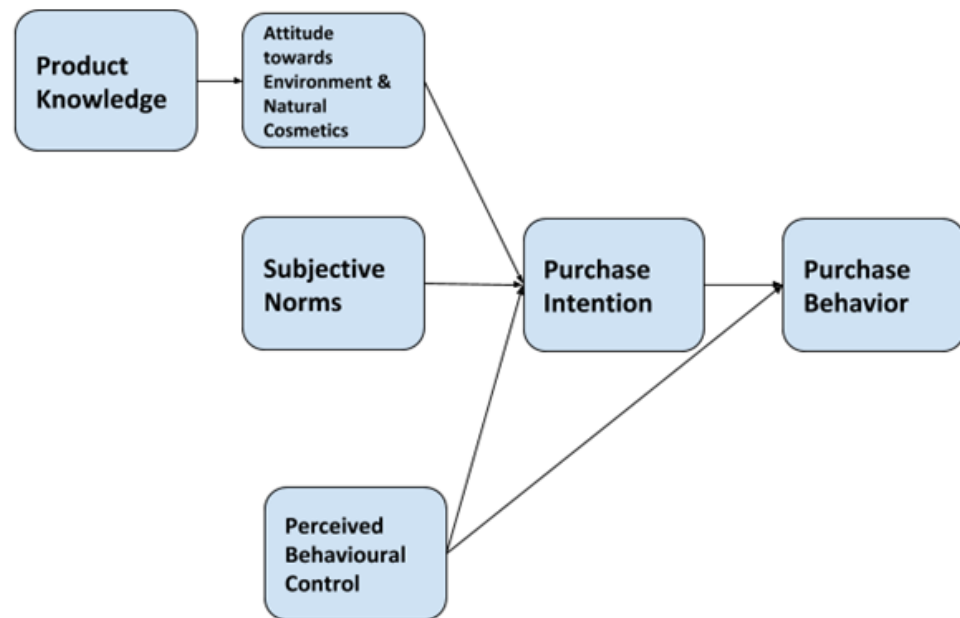 Product
Knowledge
Attitude
towards
Environment &
Natural
Cosmetics
Subjective
Norms
Purchase
Intention
Purchase
Behavior
Perceived
Behavioural
Control